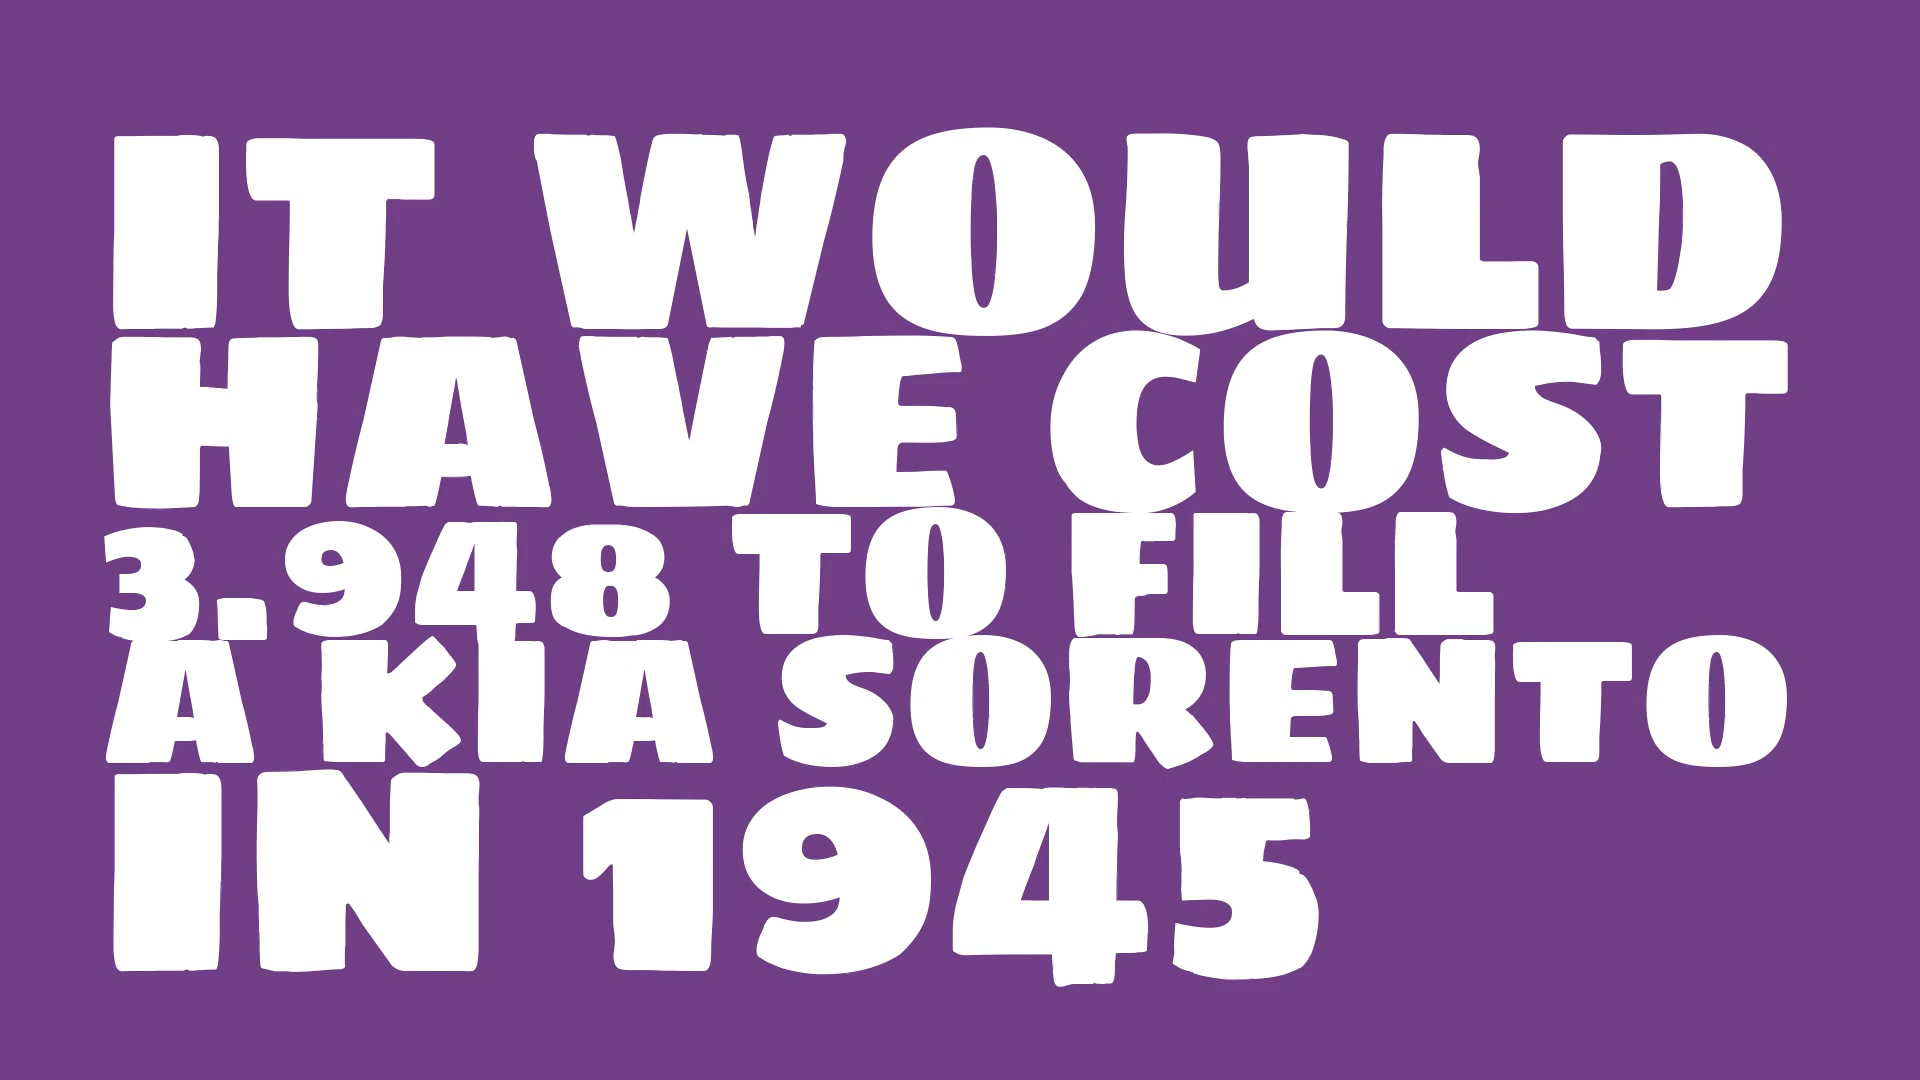 IT WOULD
HAVE COST
3.948 TO FILL
A KIA SORENTO
IN 1945